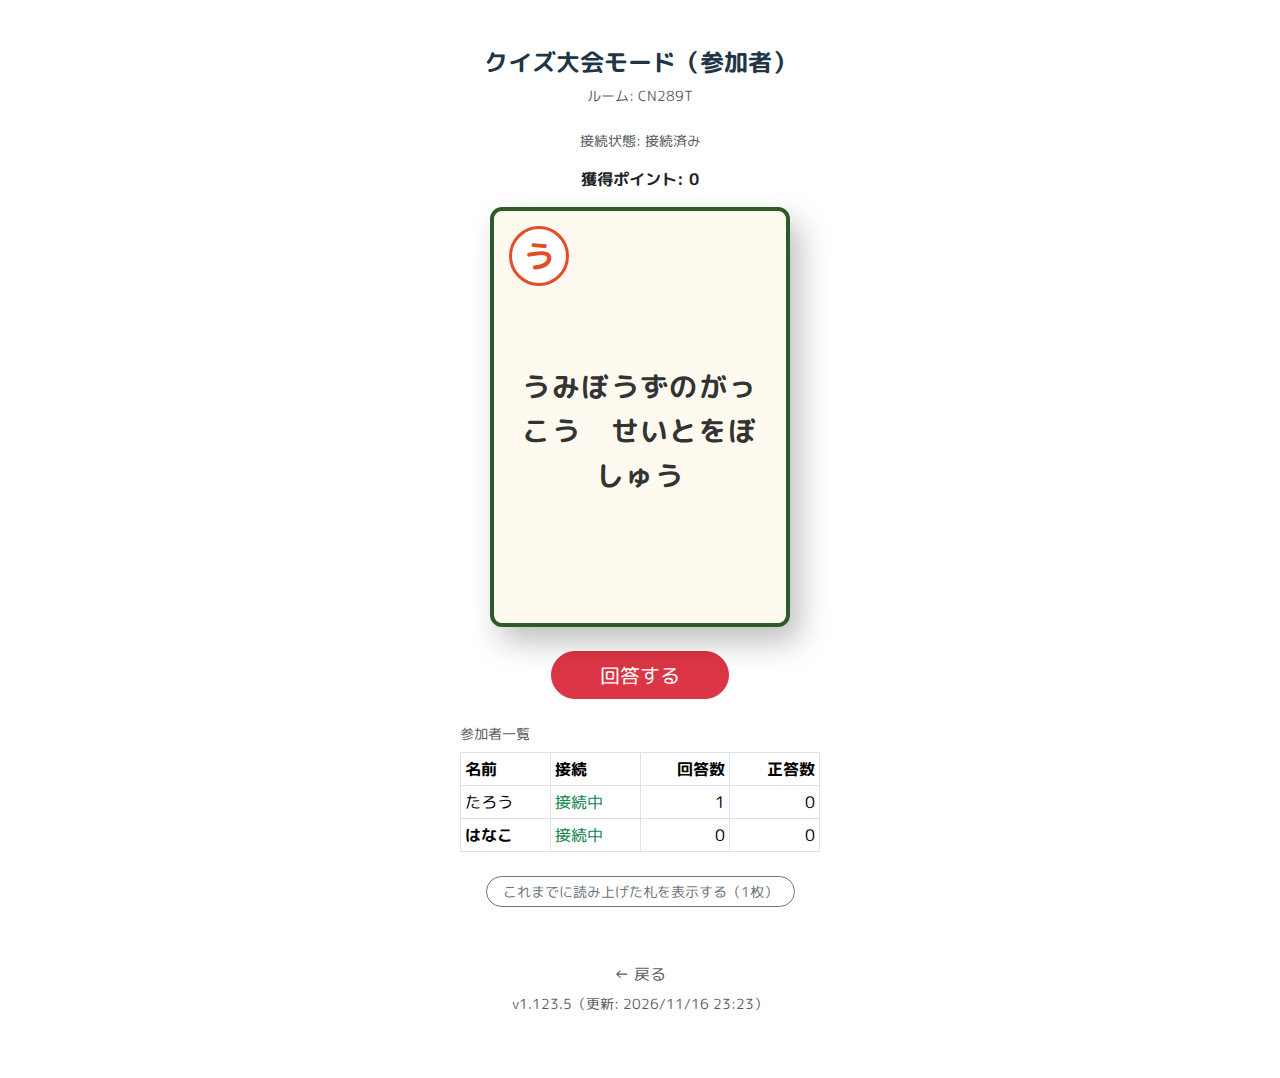 クイズ大会モード（参加者）
ルーム: CN289T
接続状態: 接続済み
獲得ポイント: 0
う
うみぼうずのがっ
こう　せいとをぼ
しゅう
回答する
参加者一覧
名前 接続 回答数 正答数
たろう 接続中 1 0
はなこ 接続中 0 0
これまでに読み上げた札を表示する（1枚）
← 戻る
v1.123.5（更新: 2026/11/16 23:23）